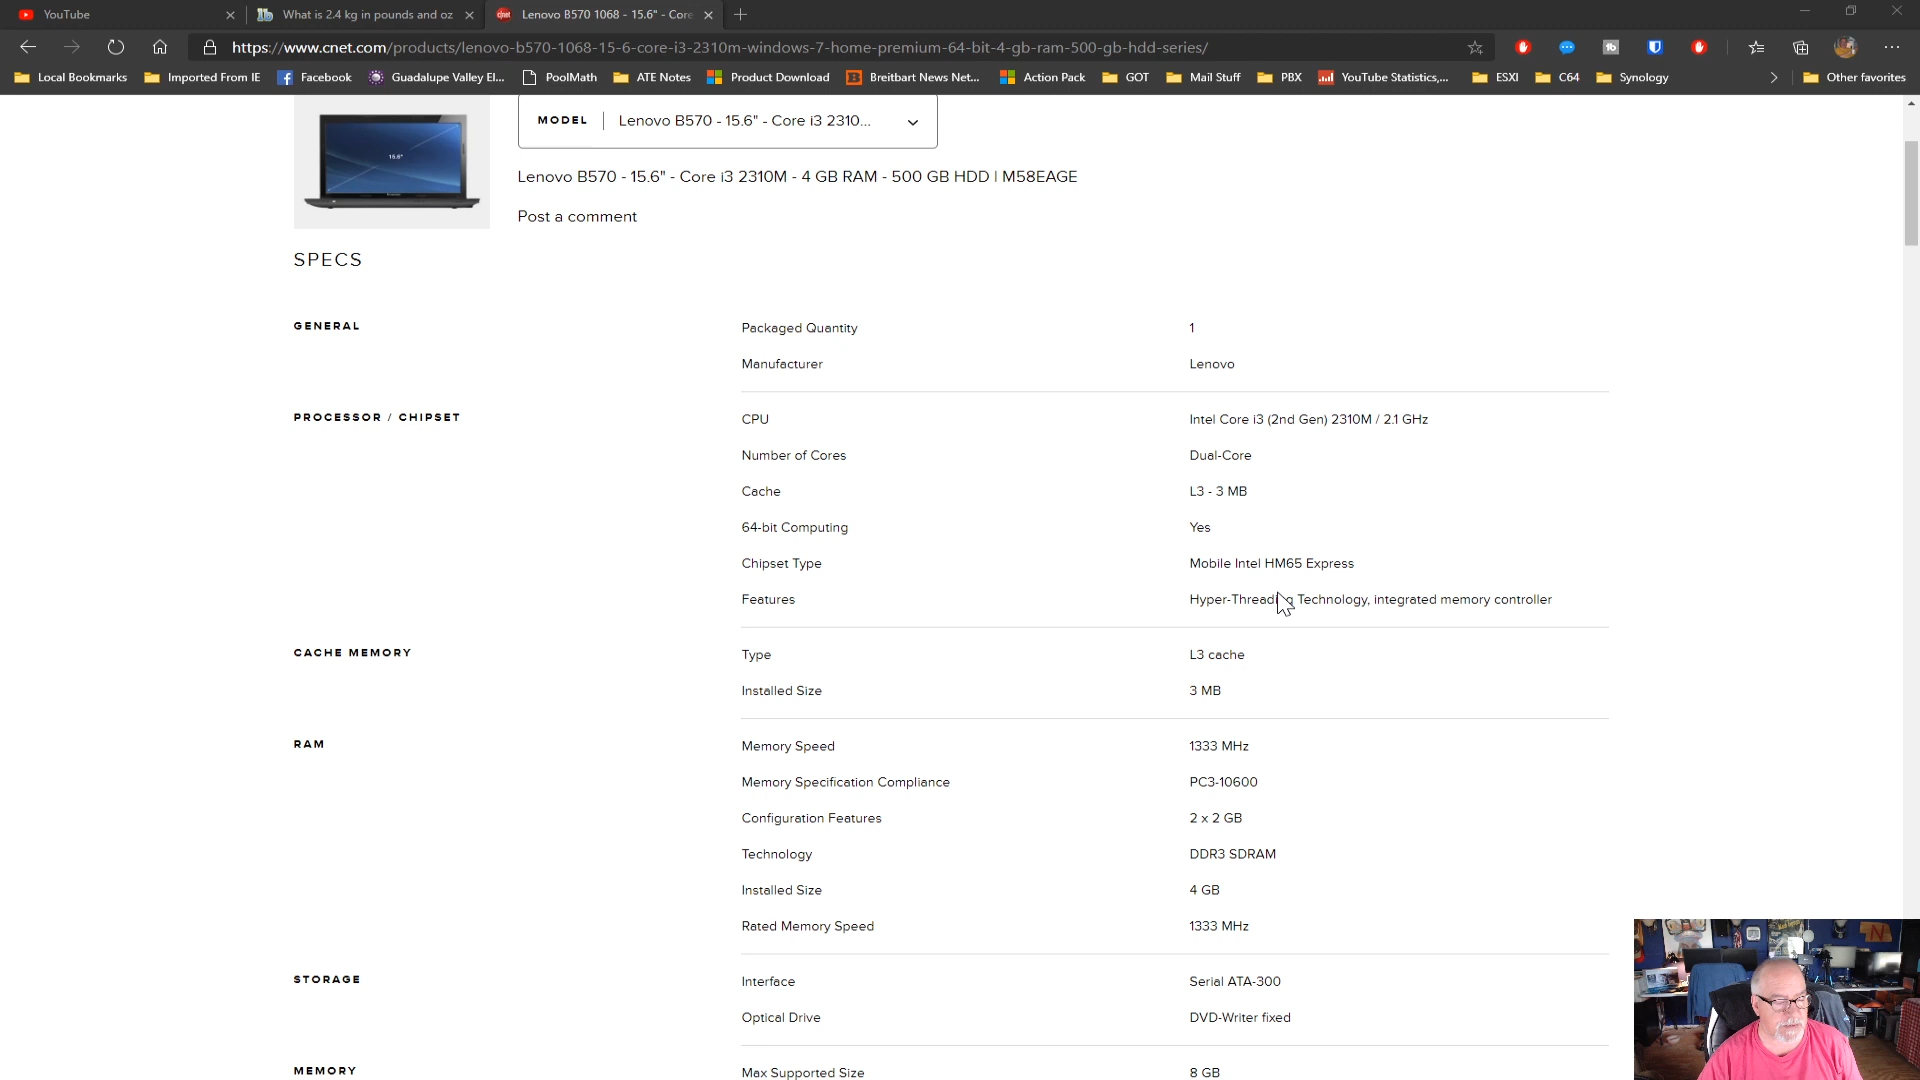 YouTube
What is 2.4 kg in pounds and oz
Lenovo B570 1068 - 15.6" - Core
https://www.cnet.com/products/lenovo-b570-1068-15-6-core-i3-2310m-windows-7-home-premium-64-bit-4-gb-ram-500-gb-hdd-series/
Local Bookmarks Imported From IE Facebook Guadalupe Valley El... PoolMath ATE Notes Product Download Breitbart News Net... Action Pack GOT Mail Stuff PBX YouTube Statistics,... ESXI C64 Synology Other favorites
15.6"
MODEL Lenovo B570 - 15.6" - Core i3 2310...
Lenovo B570 - 15.6" - Core i3 2310M - 4 GB RAM - 500 GB HDD | M58EAGE
Post a comment
SPECS
GENERAL Packaged Quantity 1
Manufacturer Lenovo
PROCESSOR / CHIPSET CPU Intel Core i3 (2nd Gen) 2310M / 2.1 GHz
Number of Cores Dual-Core
Cache L3 - 3 MB
64-bit Computing Yes
Chipset Type Mobile Intel HM65 Express
Features Hyper-Threading Technology, integrated memory controller
CACHE MEMORY Type L3 cache
Installed Size 3 MB
RAM Memory Speed 1333 MHz
Memory Specification Compliance PC3-10600
Configuration Features 2 x 2 GB
Technology DDR3 SDRAM
Installed Size 4 GB
Rated Memory Speed 1333 MHz
STORAGE Interface Serial ATA-300
Optical Drive DVD-Writer fixed
MEMORY Max Supported Size 8 GB